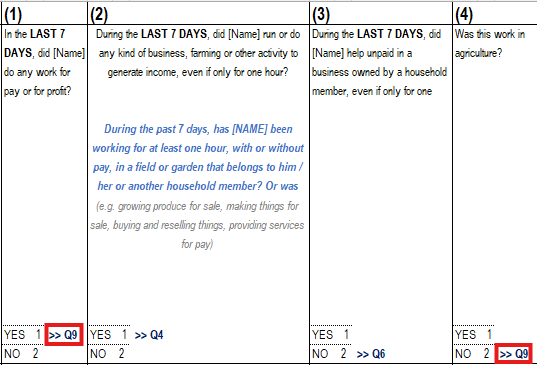 (1)
In the LAST 7
DAYS, did [Name]
do any work for
pay or for profit?
YES 1 >> Q9
NO 2
(2)
During the LAST 7 DAYS, did [Name] run or do
any kind of business, farming or other activity to
generate income, even if only for one hour?
During the past 7 days, has [NAME] been
working for at least one hour, with or without
pay, in a field or garden that belongs to him /
her or another household member? Or was
(e.g. growing produce for sale, making things for
sale, buying and reselling things, providing services
for pay)
YES 1 >> Q4
NO 2
(3)
During the LAST 7 DAYS, did
[Name] help unpaid in a
business owned by a household
member, even if only for one
YES 1
NO 2 >> Q6
(4)
Was this work in
agriculture?
YES 1
NO 2 >> Q9